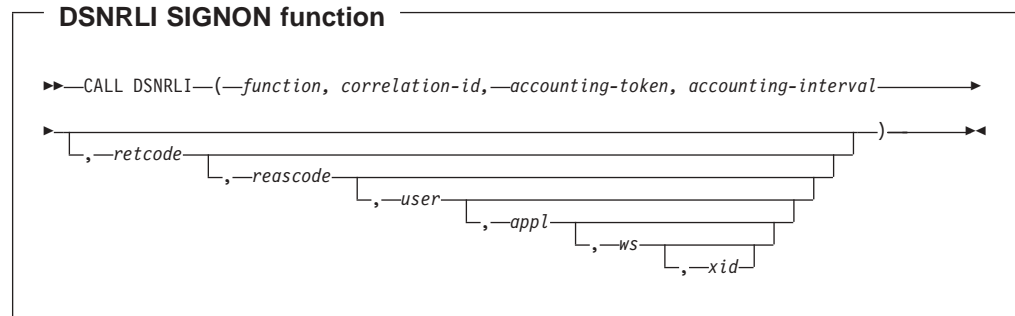 DSNRLI SIGNON function
CALL DSNRLI ( function, correlation-id, accounting-token, accounting-interval
)
, retcode
, reascode
, user
, appl
, ws
, xid